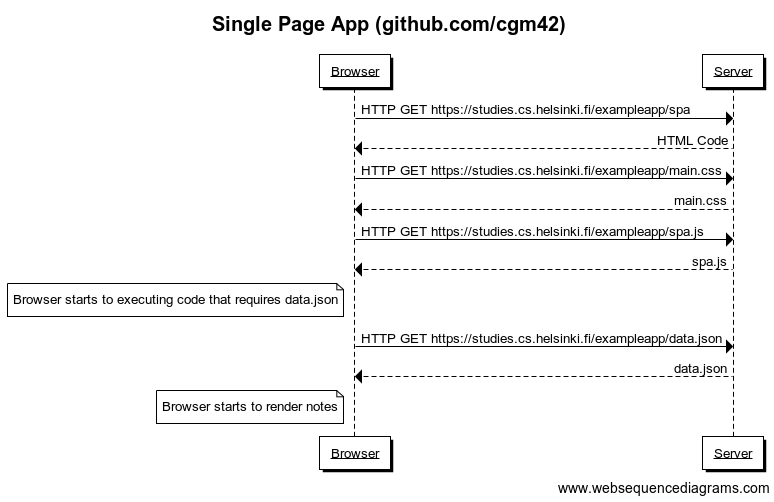 Single Page App (github.com/cgm42)
Browser
Server
HTTP GET https://studies.cs.helsinki.fi/exampleapp/spa
HTML Code
HTTP GET https://studies.cs.helsinki.fi/exampleapp/main.css
main.css
HTTP GET https://studies.cs.helsinki.fi/exampleapp/spa.js
spa.js
Browser starts to executing code that requires data.json
HTTP GET https://studies.cs.helsinki.fi/exampleapp/data.json
data.json
Browser starts to render notes
Browser
Server
www.websequencediagrams.com